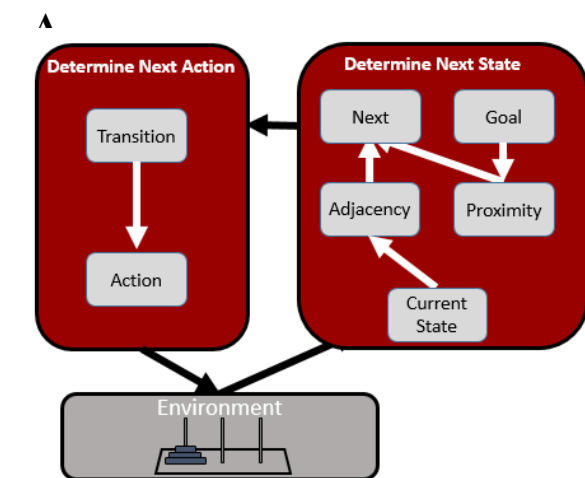 A
Determine Next Action
Determine Next State
Transition
Next
Goal
Adjacency
Proximity
Action
Current
State
Environment